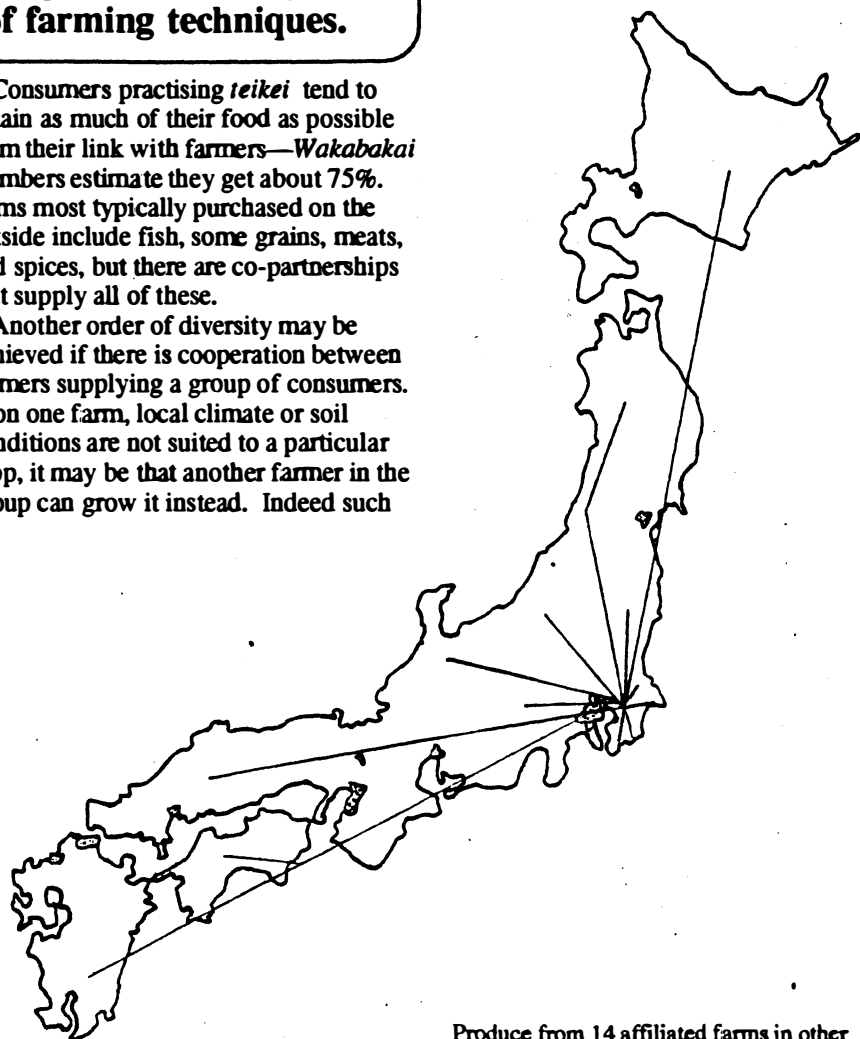 of farming techniques.
Consumers practising teikei tend to
ain as much of their food as possible
m their link with farmers—Wakabakai
mbers estimate they get about 75%.
ms most typically purchased on the
side include fish, some grains, meats,
d spices, but there are co-partnerships
t supply all of these.
Another order of diversity may be
hieved if there is cooperation between
mers supplying a group of consumers.
on one farm, local climate or soil
nditions are not suited to a particular
op, it may be that another farmer in the
oup can grow it instead. Indeed such
Produce from 14 affiliated farms in other